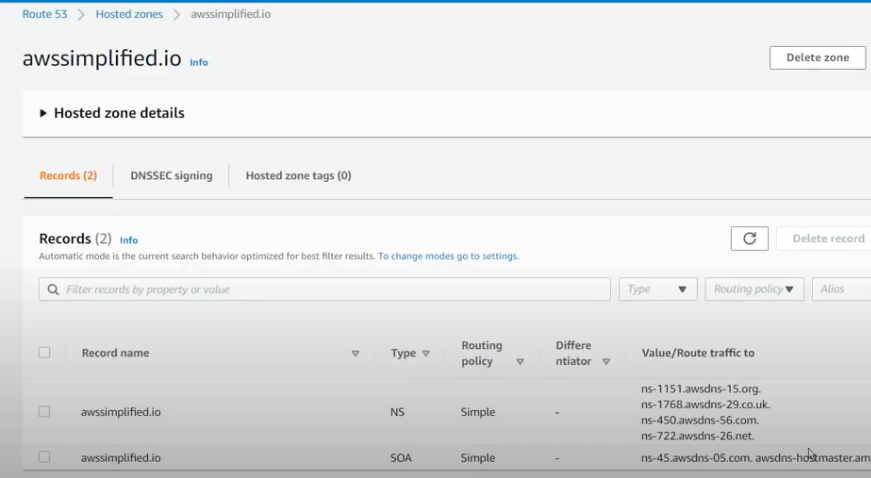 Route 53 > Hosted zones > awssimplified.io
awssimplified.io Info
Delete zone
Hosted zone details
Records (2) DNSSEC signing Hosted zone tags (0)
Records (2) Info
Delete record
Automatic mode is the current search behavior optimized for best filter results. To change modes go to settings.
Filter records by property or value
Type Routing policy Alias
Record name Type Routing policy Differentiator Value/Route traffic to
awssimplified.io NS Simple - ns-1151.awsdns-15.org.
ns-1768.awsdns-29.co.uk.
ns-450.awsdns-56.com.
ns-722.awsdns-26.net.
awssimplified.io SOA Simple - ns-45.awsdns-05.com. awsdns-hostmaster.am